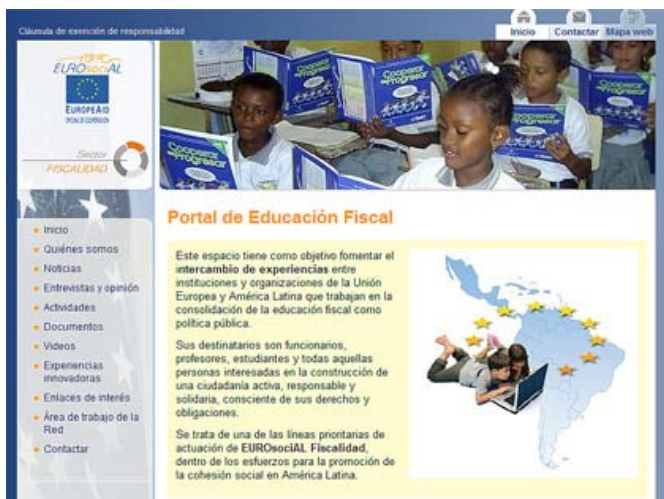 Cláusula de exención de responsabilidad
Inicio Contactar Mapa web
EUROsociAL
EUROPEAID
Sector
FISCALIDAD
Cooperar
Progresar
Cooperar
Progresar
Portal de Educación Fiscal
Inicio
Quiénes somos
Noticias
Entrevistas y opinión
Actividades
Documentos
Videos
Experiencias
innovadoras
Enlaces de interés
Área de trabajo de la
Red
Contactar
Este espacio tiene como objetivo fomentar el
intercambio de experiencias entre
instituciones y organizaciones de la Unión
Europea y América Latina que trabajan en la
consolidación de la educación fiscal como
política pública.
Sus destinatarios son funcionarios,
profesores, estudiantes y todas aquellas
personas interesadas en la construcción de
una ciudadanía activa, responsable y
solidaria, consciente de sus derechos y
obligaciones.
Se trata de una de las líneas prioritarias de
actuación de EUROsociAL Fiscalidad,
dentro de los esfuerzos para la promoción de
la cohesión social en América Latina.